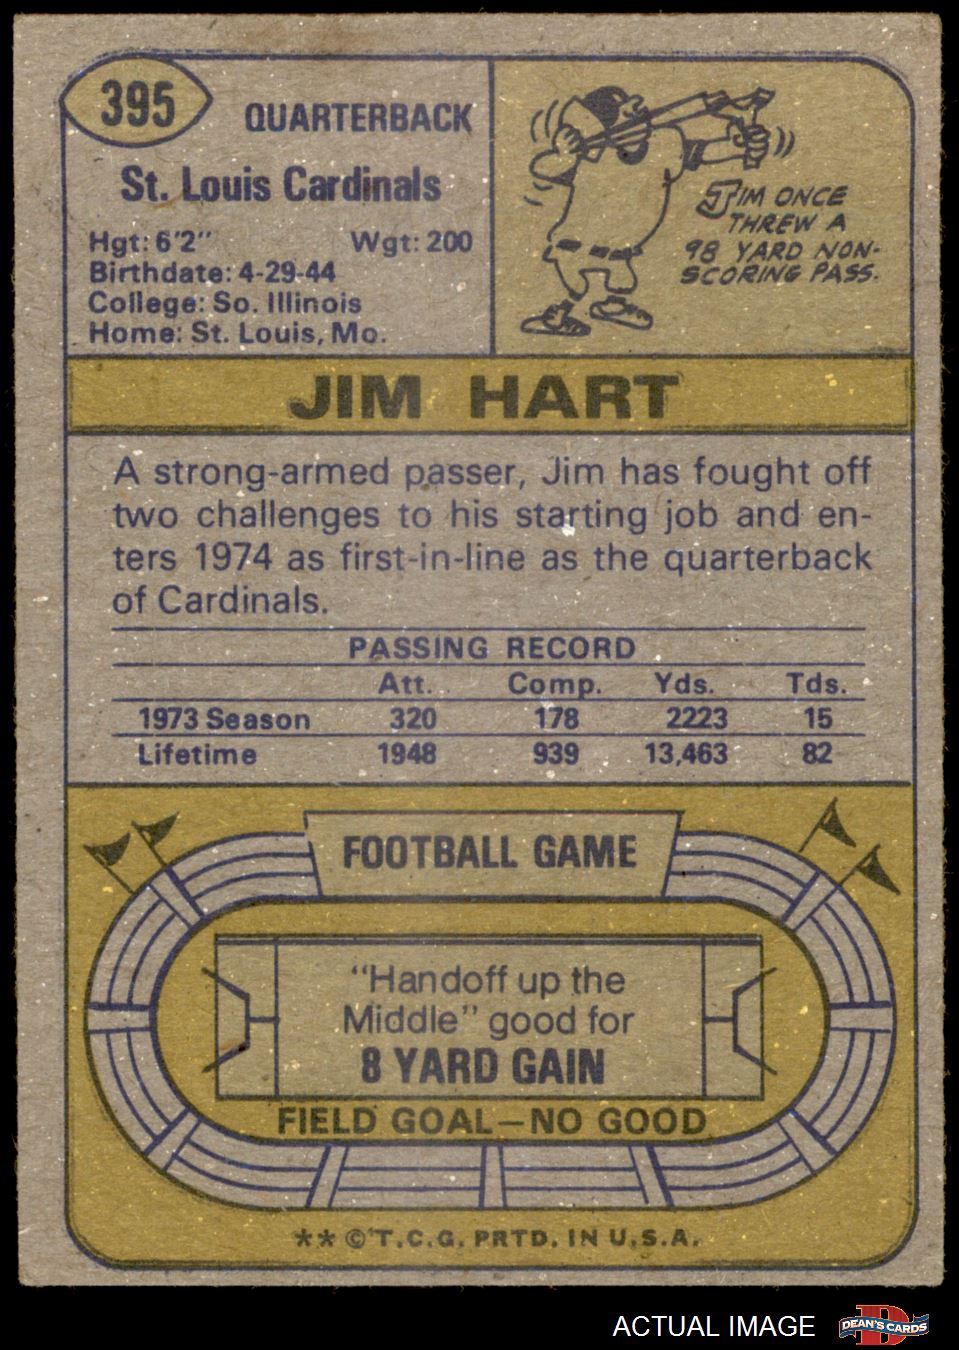 395
QUARTERBACK
St. Louis Cardinals
Hgt: 6'2" Wgt: 200
Birthdate: 4-29-44
College: So. Illinois
Home: St. Louis, Mo.
JIM ONCE
THREW A
98 YARD NON-
SCORING PASS.
JIM HART
A strong-armed passer, Jim has fought off
two challenges to his starting job and en-
ters 1974 as first-in-line as the quarterback
of Cardinals.
PASSING RECORD
Att. Comp. Yds. Tds.
1973 Season 320 178 2223 15
Lifetime 1948 939 13,463 82
FOOTBALL GAME
"Handoff up the
Middle" good for
8 YARD GAIN
FIELD GOAL—NO GOOD
** © T.C.G. PRTD. IN U.S.A.
ACTUAL IMAGE
D
DEAN'S CARDS